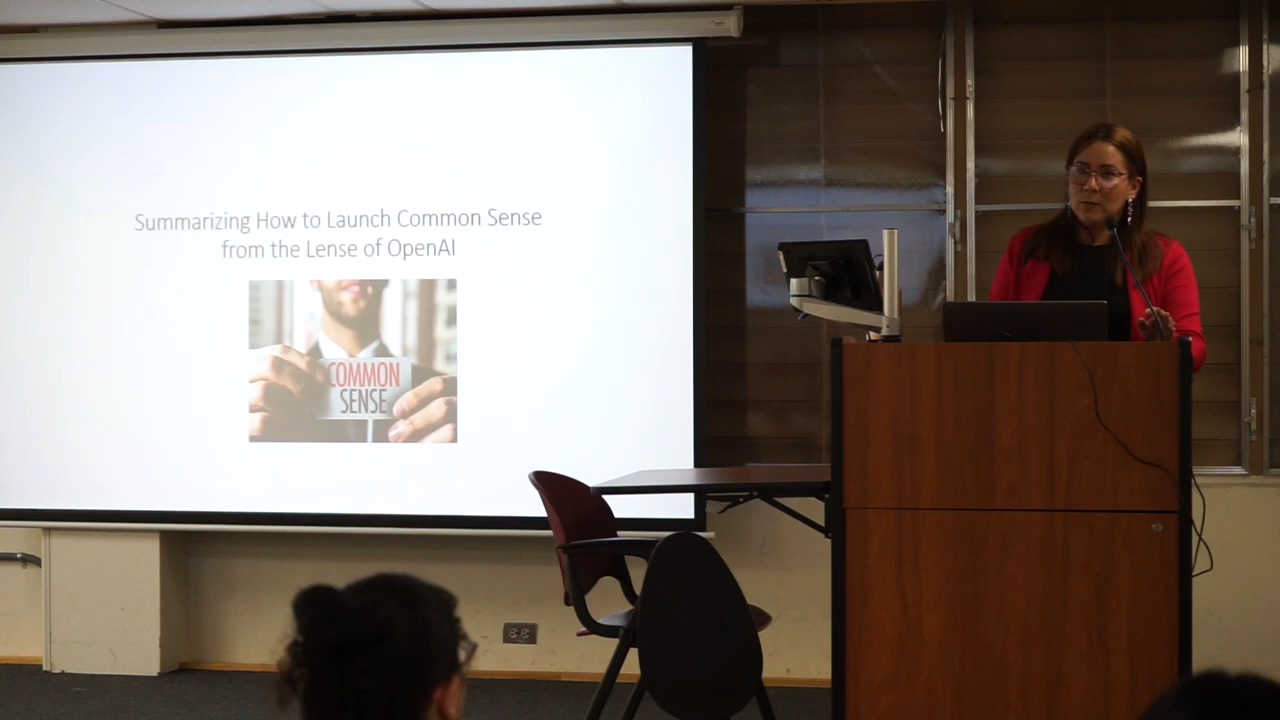 Summarizing How to Launch Common Sense
from the Lense of OpenAI
COMMON
SENSE